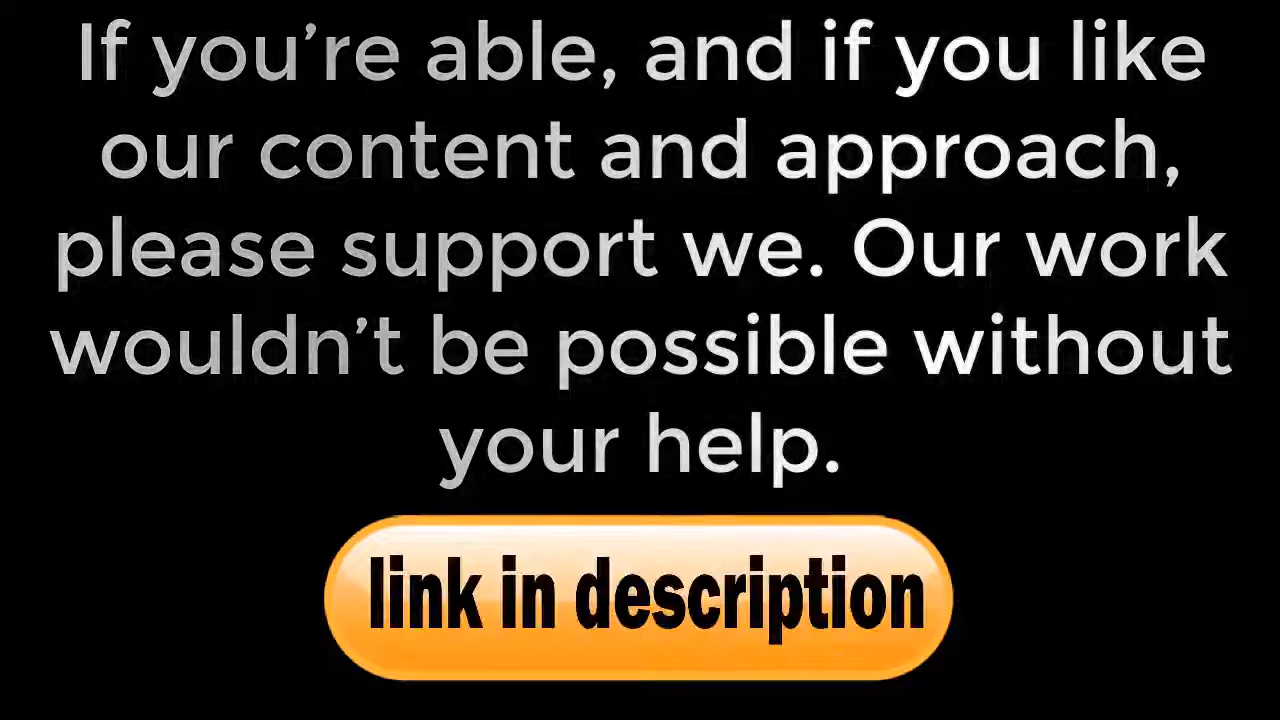 If you’re able, and if you like
our content and approach,
please support we. Our work
wouldn’t be possible without
your help.
link in description